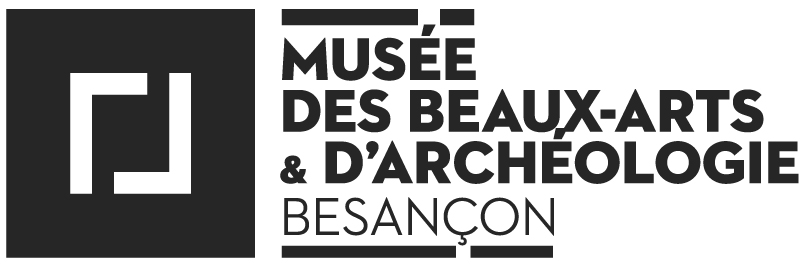 MUSÉE
DES BEAUX-ARTS
& D’ARCHÉOLOGIE
BESANÇON